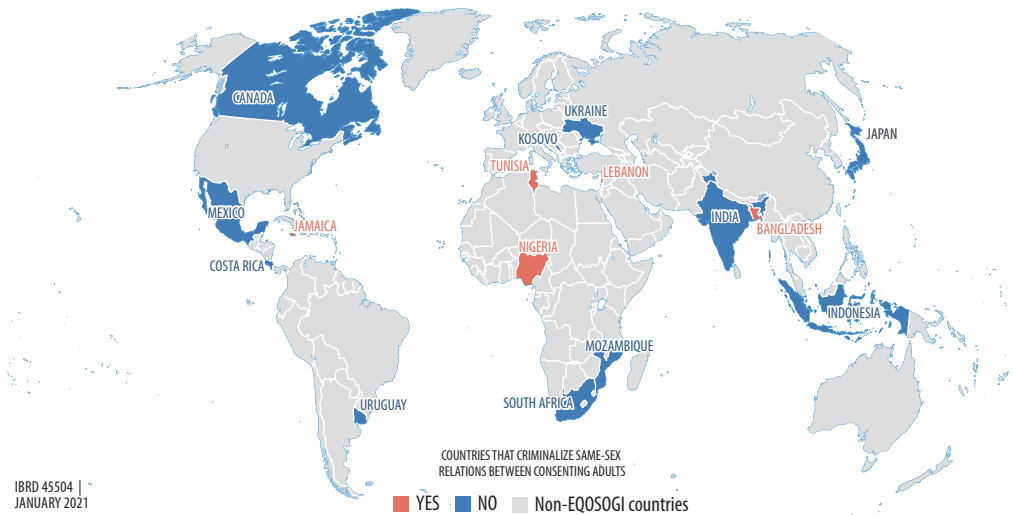 CANADA
UKRAINE
KOSOVO
JAPAN
TUNISIA
LEBANON
MEXICO
JAMAICA
INDIA
BANGLADESH
NIGERIA
COSTA RICA
INDONESIA
MOZAMBIQUE
URUGUAY
SOUTH AFRICA
COUNTRIES THAT CRIMINALIZE SAME-SEX
RELATIONS BETWEEN CONSENTING ADULTS
IBRD 45504 |
JANUARY 2021
YES NO Non-EQOSOGI countries